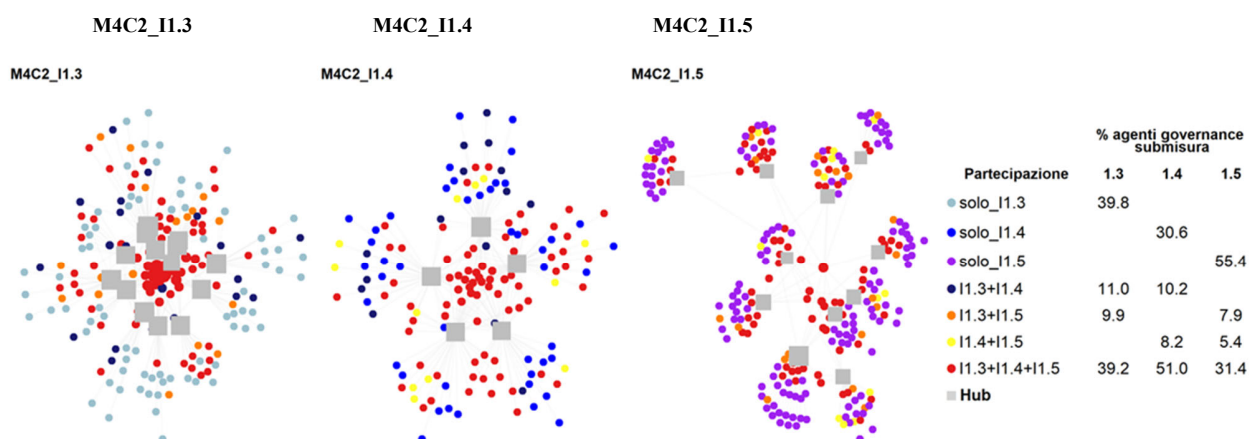 M4C2_I1.3 M4C2_I1.4 M4C2_I1.5
M4C2_I1.3 M4C2_I1.4 M4C2_I1.5
% agenti governance
submisura
Partecipazione 1.3 1.4 1.5
solo_I1.3 39.8
solo_I1.4 30.6
solo_I1.5 55.4
I1.3+I1.4 11.0 10.2
I1.3+I1.5 9.9 7.9
I1.4+I1.5 8.2 5.4
I1.3+I1.4+I1.5 39.2 51.0 31.4
Hub